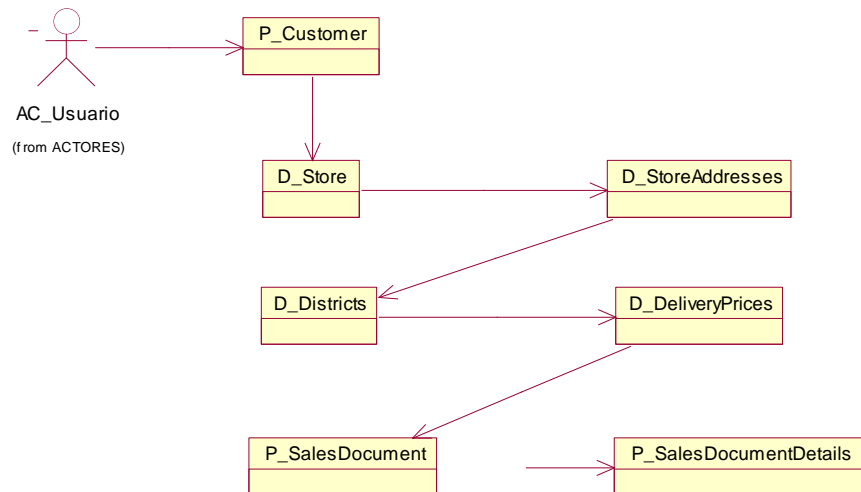 P_Customer
AC_Usuario
(from ACTORES)
D_Store
D_StoreAddresses
D_Districts
D_DeliveryPrices
P_SalesDocument
P_SalesDocumentDetails